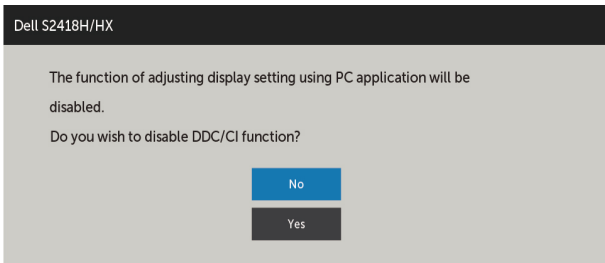 Dell S2418H/HX
The function of adjusting display setting using PC application will be
disabled.
Do you wish to disable DDC/CI function?
No
Yes